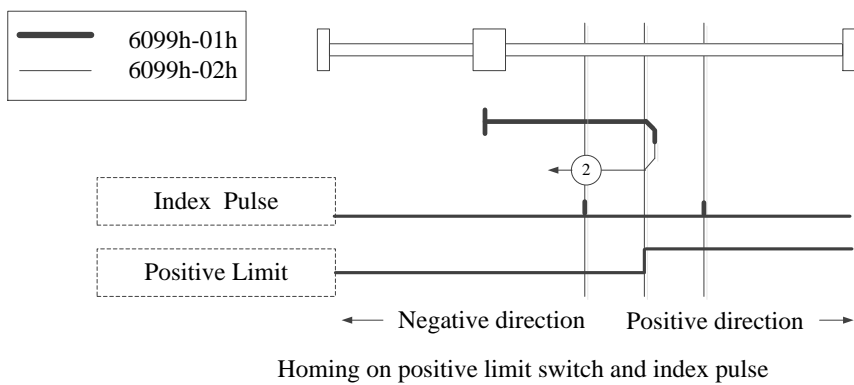 6099h-01h
6099h-02h
2
Index Pulse
Positive Limit
Negative direction
Positive direction
Homing on positive limit switch and index pulse